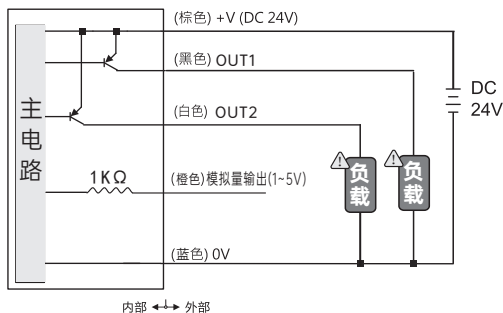 (棕色) +V (DC 24V)
(黑色) OUT1
DC
24V
(白色) OUT2
主电路
1KΩ
(橙色)模拟量输出(1~5V)
负载
负载
(蓝色) 0V
内部
外部